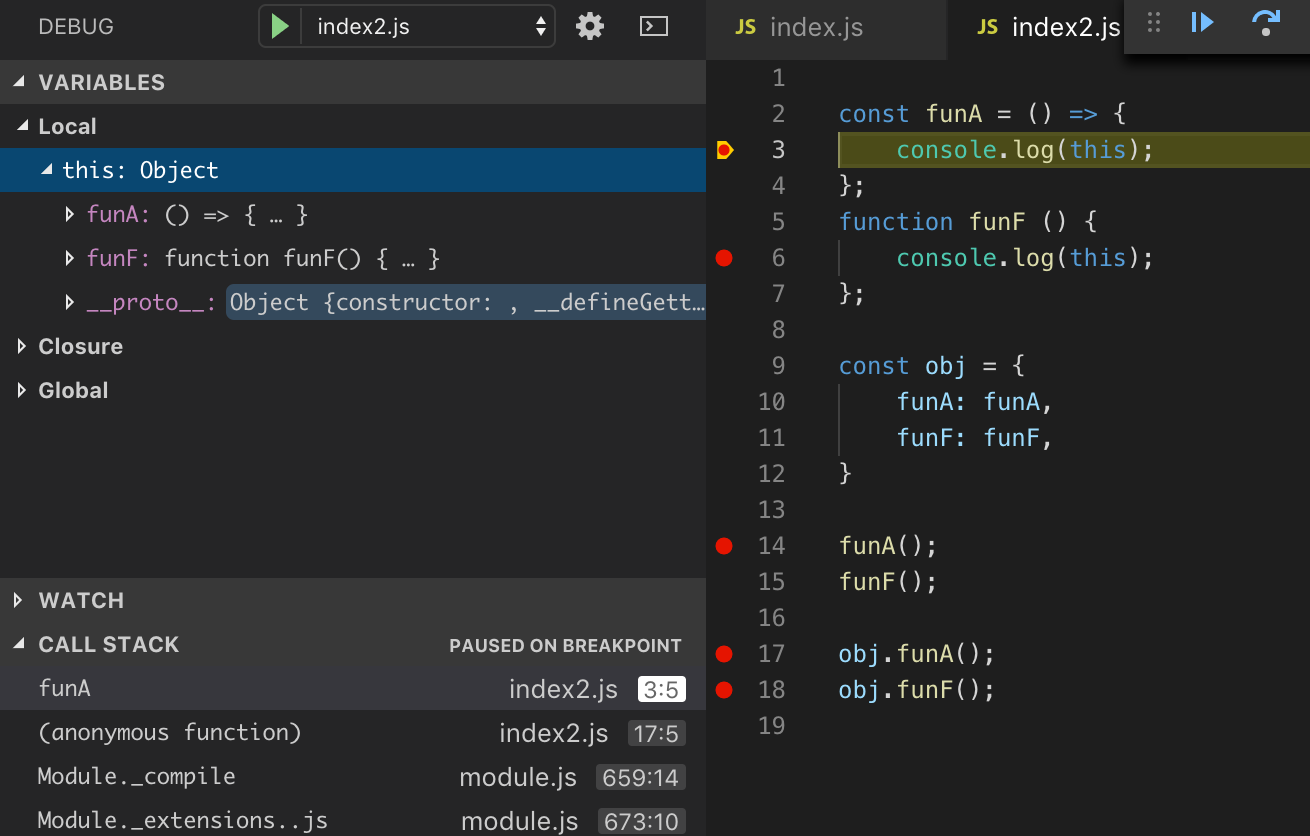 DEBUG
index2.js
VARIABLES
Local
this: Object
funA: () => { … }
funF: function funF() { … }
__proto__: Object {constructor: , __defineGett…
Closure
Global
WATCH
CALL STACK PAUSED ON BREAKPOINT
funA index2.js 3:5
(anonymous function) index2.js 17:5
Module._compile module.js 659:14
Module._extensions..js module.js 673:10
JS index.js JS index2.js
1
2 const funA = () => {
3 console.log(this);
4 };
5 function funF () {
6 console.log(this);
7 };
8
9 const obj = {
10 funA: funA,
11 funF: funF,
12 }
13
14 funA();
15 funF();
16
17 obj.funA();
18 obj.funF();
19